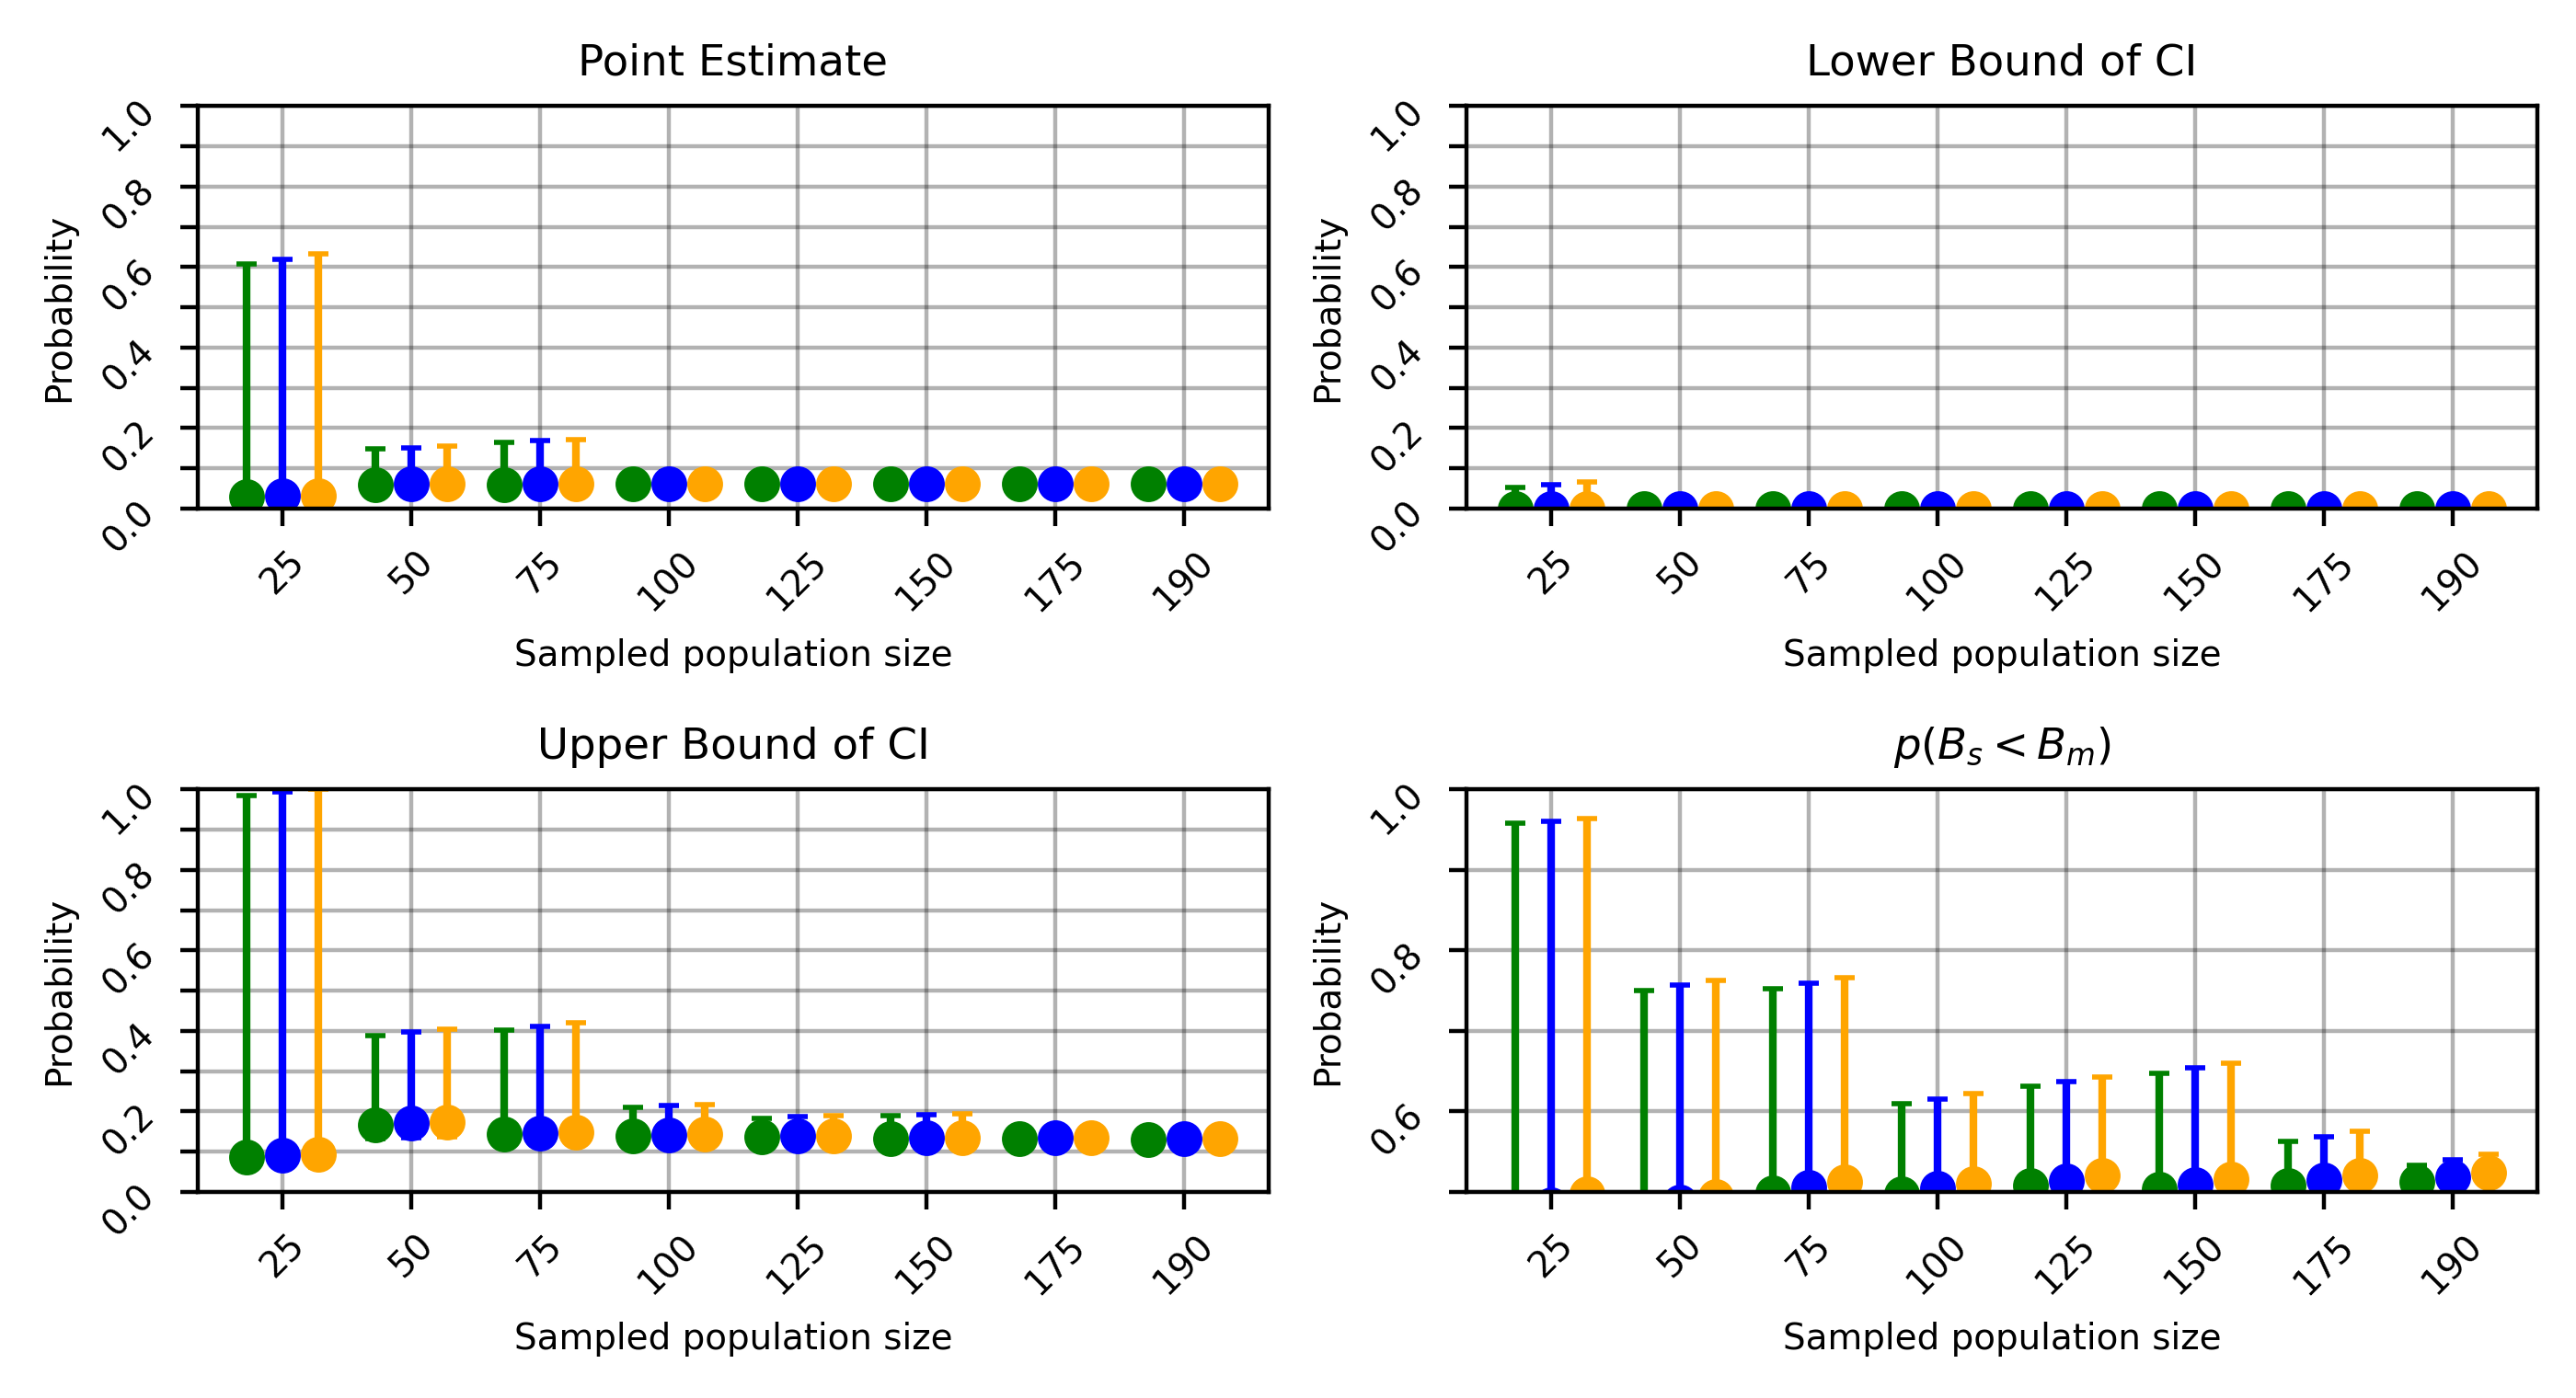 Point Estimate
Probability
1.0
0.8
0.6
0.4
0.2
0.0
25 50 75 100 125 150 175 190
Sampled population size
Lower Bound of CI
Probability
1.0
0.8
0.6
0.4
0.2
0.0
25 50 75 100 125 150 175 190
Sampled population size
Upper Bound of CI
Probability
1.0
0.8
0.6
0.4
0.2
0.0
25 50 75 100 125 150 175 190
Sampled population size
p(B_s < B_m)
Probability
1.0
0.8
0.6
25 50 75 100 125 150 175 190
Sampled population size